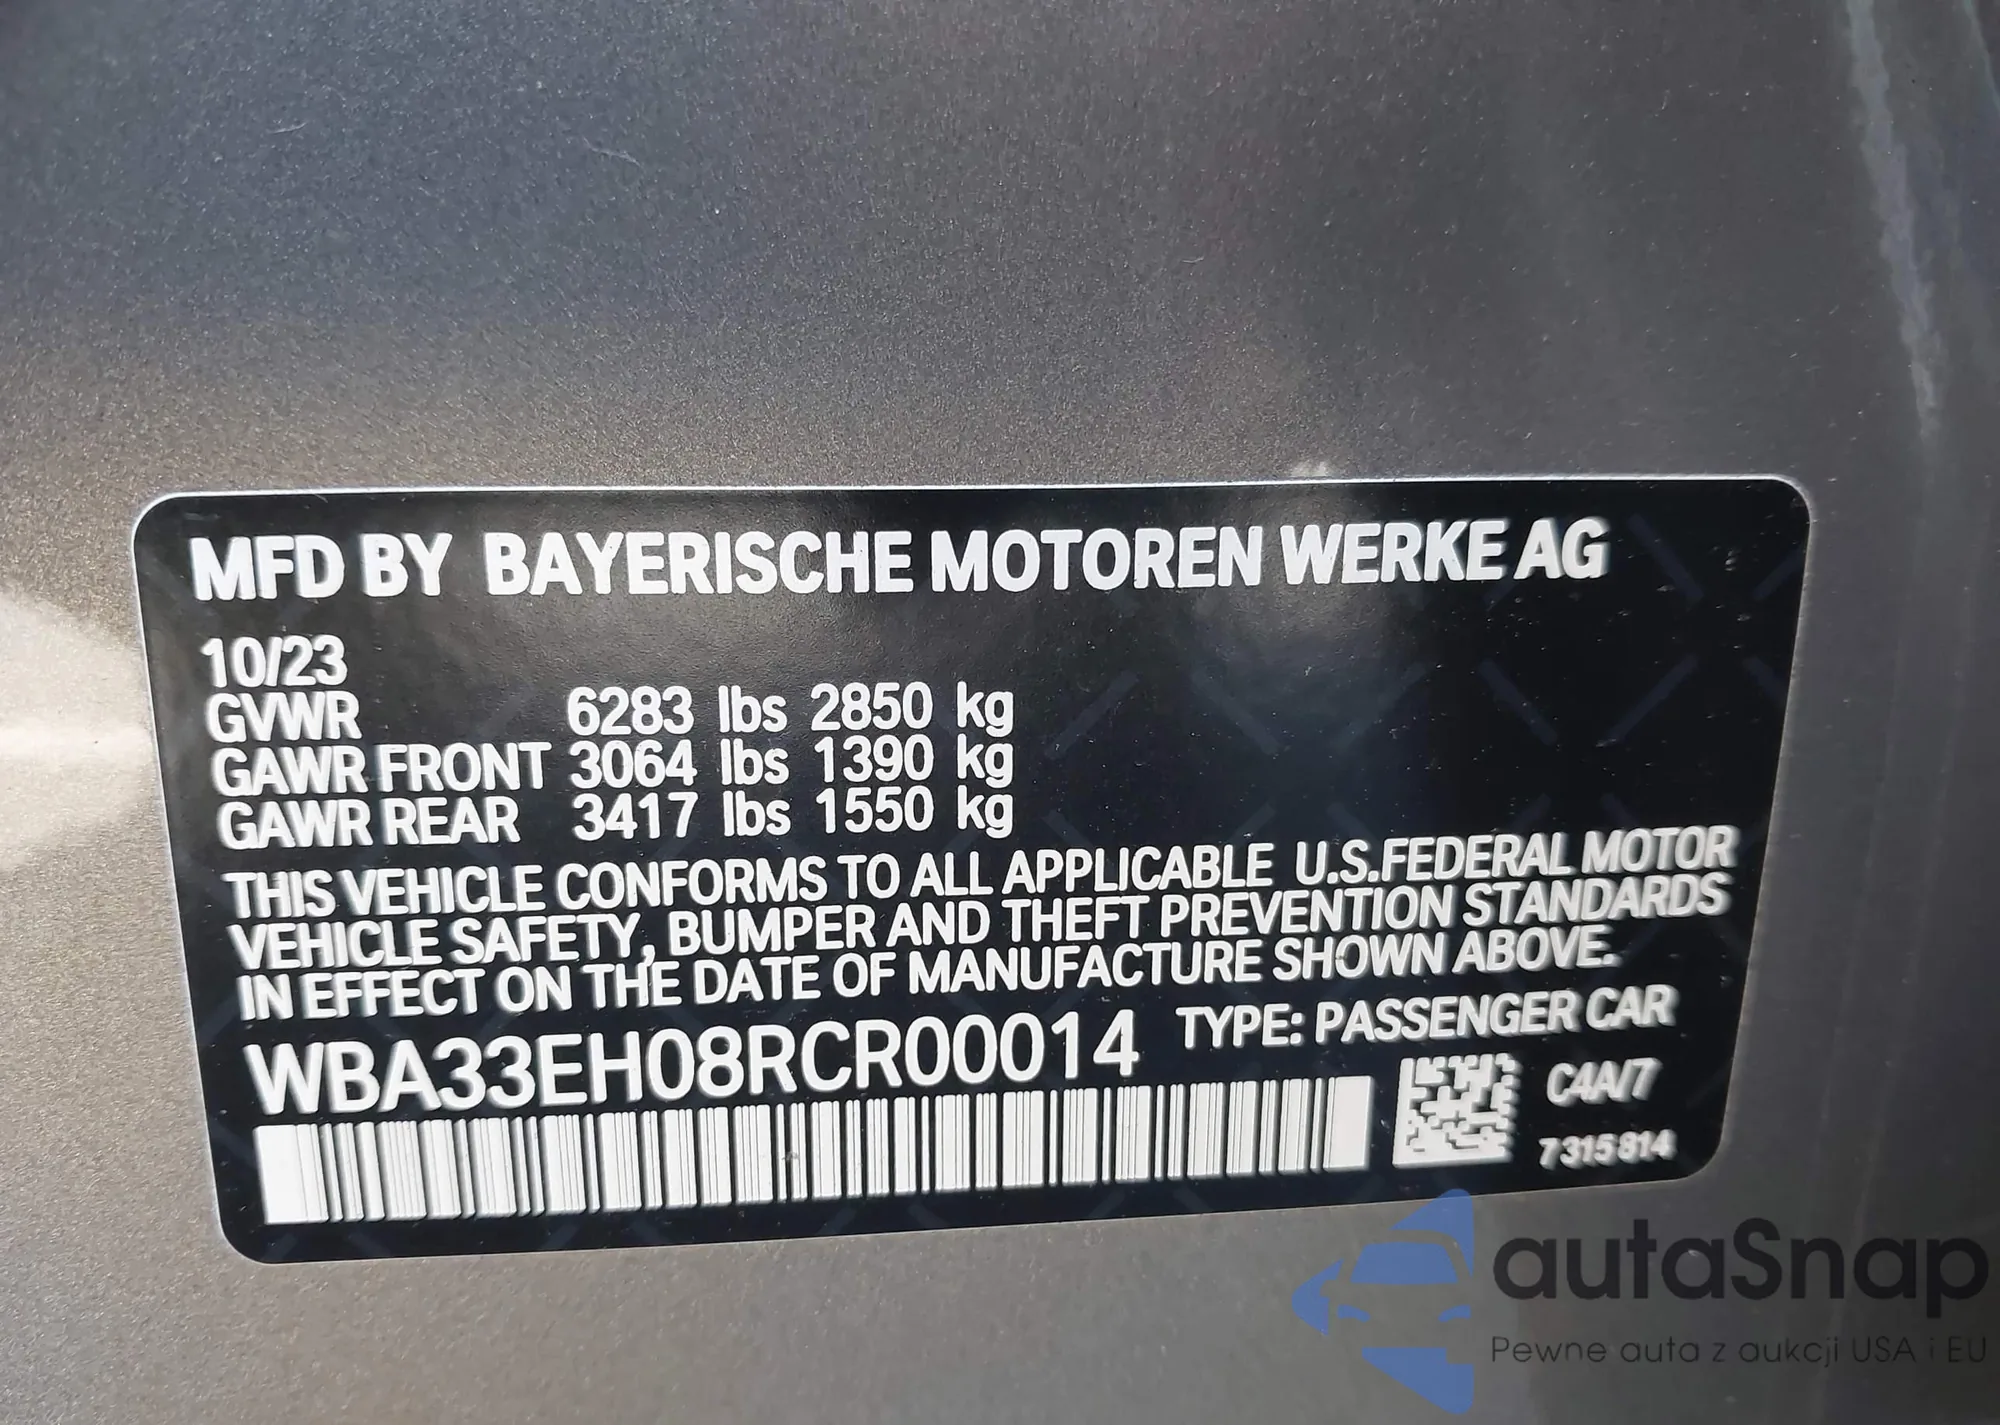 MFD BY BAYERISCHE MOTOREN WERKE AG
10/23
GVWR 6283 lbs 2850 kg
GAWR FRONT 3064 lbs 1390 kg
GAWR REAR 3417 lbs 1550 kg
THIS VEHICLE CONFORMS TO ALL APPLICABLE U.S.FEDERAL MOTOR
VEHICLE SAFETY, BUMPER AND THEFT PREVENTION STANDARDS
IN EFFECT ON THE DATE OF MANUFACTURE SHOWN ABOVE.
WBA33EH08RCR00014 TYPE: PASSENGER CAR
C4A/7
7315814
autaSnap
Pewne auta z aukcji USA i EU